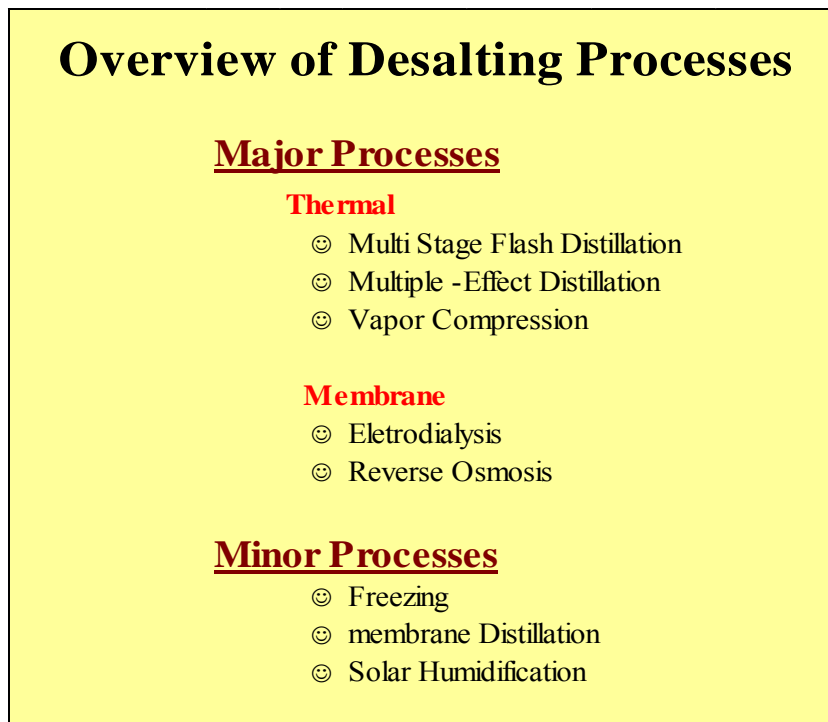 Overview of Desalting Processes
Major Processes
Thermal
☺ Multi Stage Flash Distillation
☺ Multiple -Effect Distillation
☺ Vapor Compression
Membrane
☺ Eletrodialysis
☺ Reverse Osmosis
Minor Processes
☺ Freezing
☺ membrane Distillation
☺ Solar Humidification